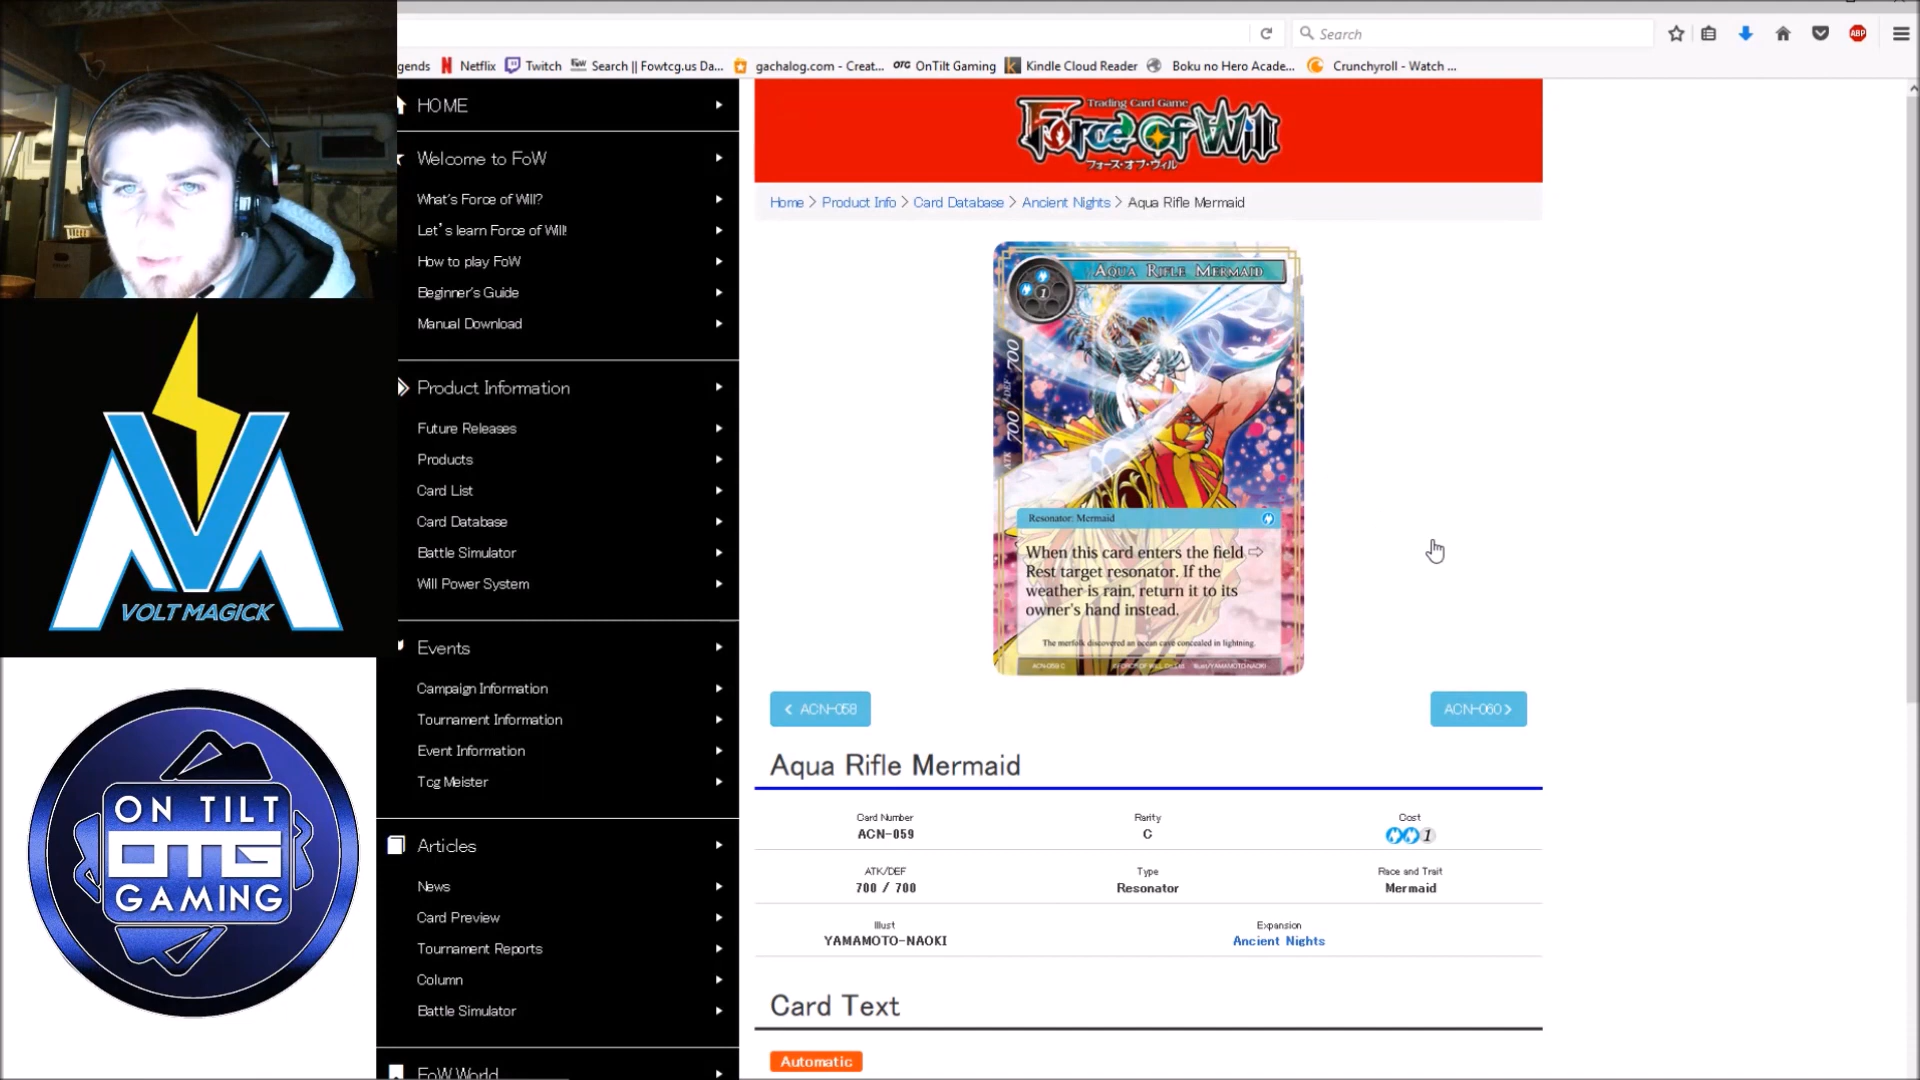 Search
gends
Netflix
Twitch
Search || Fowtcg.us Da...
gachalog.com - Creat...
OTG OnTilt Gaming
Kindle Cloud Reader
Boku no Hero Acade...
Crunchyroll - Watch ...
ABP
HOME
Welcome to FoW
What's Force of Will?
Let's learn Force of Will!
How to play FoW
Beginner's Guide
Manual Download
Product Information
Future Releases
Products
Card List
Card Database
Battle Simulator
Will Power System
Events
Campaign Information
Tournament Information
Event Information
Tcg Meister
Articles
News
Card Preview
Tournament Reports
Column
Battle Simulator
FoW World
VOLT MAGICK
ON TILT
OTG
GAMING
Trading Card Game
Force of Will
フォース・オブ・ウィル
Home > Product Info > Card Database > Ancient Nights > Aqua Rifle Mermaid
AQUA RIFLE MERMAID
1
ATK 700 / DEF 700
Resonator: Mermaid
When this card enters the field ⇨
Rest target resonator. If the
weather is rain, return it to its
owner's hand instead.
The merfolk discovered an ocean cave concealed in lightning.
ACN-059 C
< ACN-058
ACN-060 >
Aqua Rifle Mermaid
Card Number
ACN-059
Rarity
C
Cost
1
ATK/DEF
700 / 700
Type
Resonator
Race and Trait
Mermaid
Illust
YAMAMOTO-NAOKI
Expansion
Ancient Nights
Card Text
Automatic